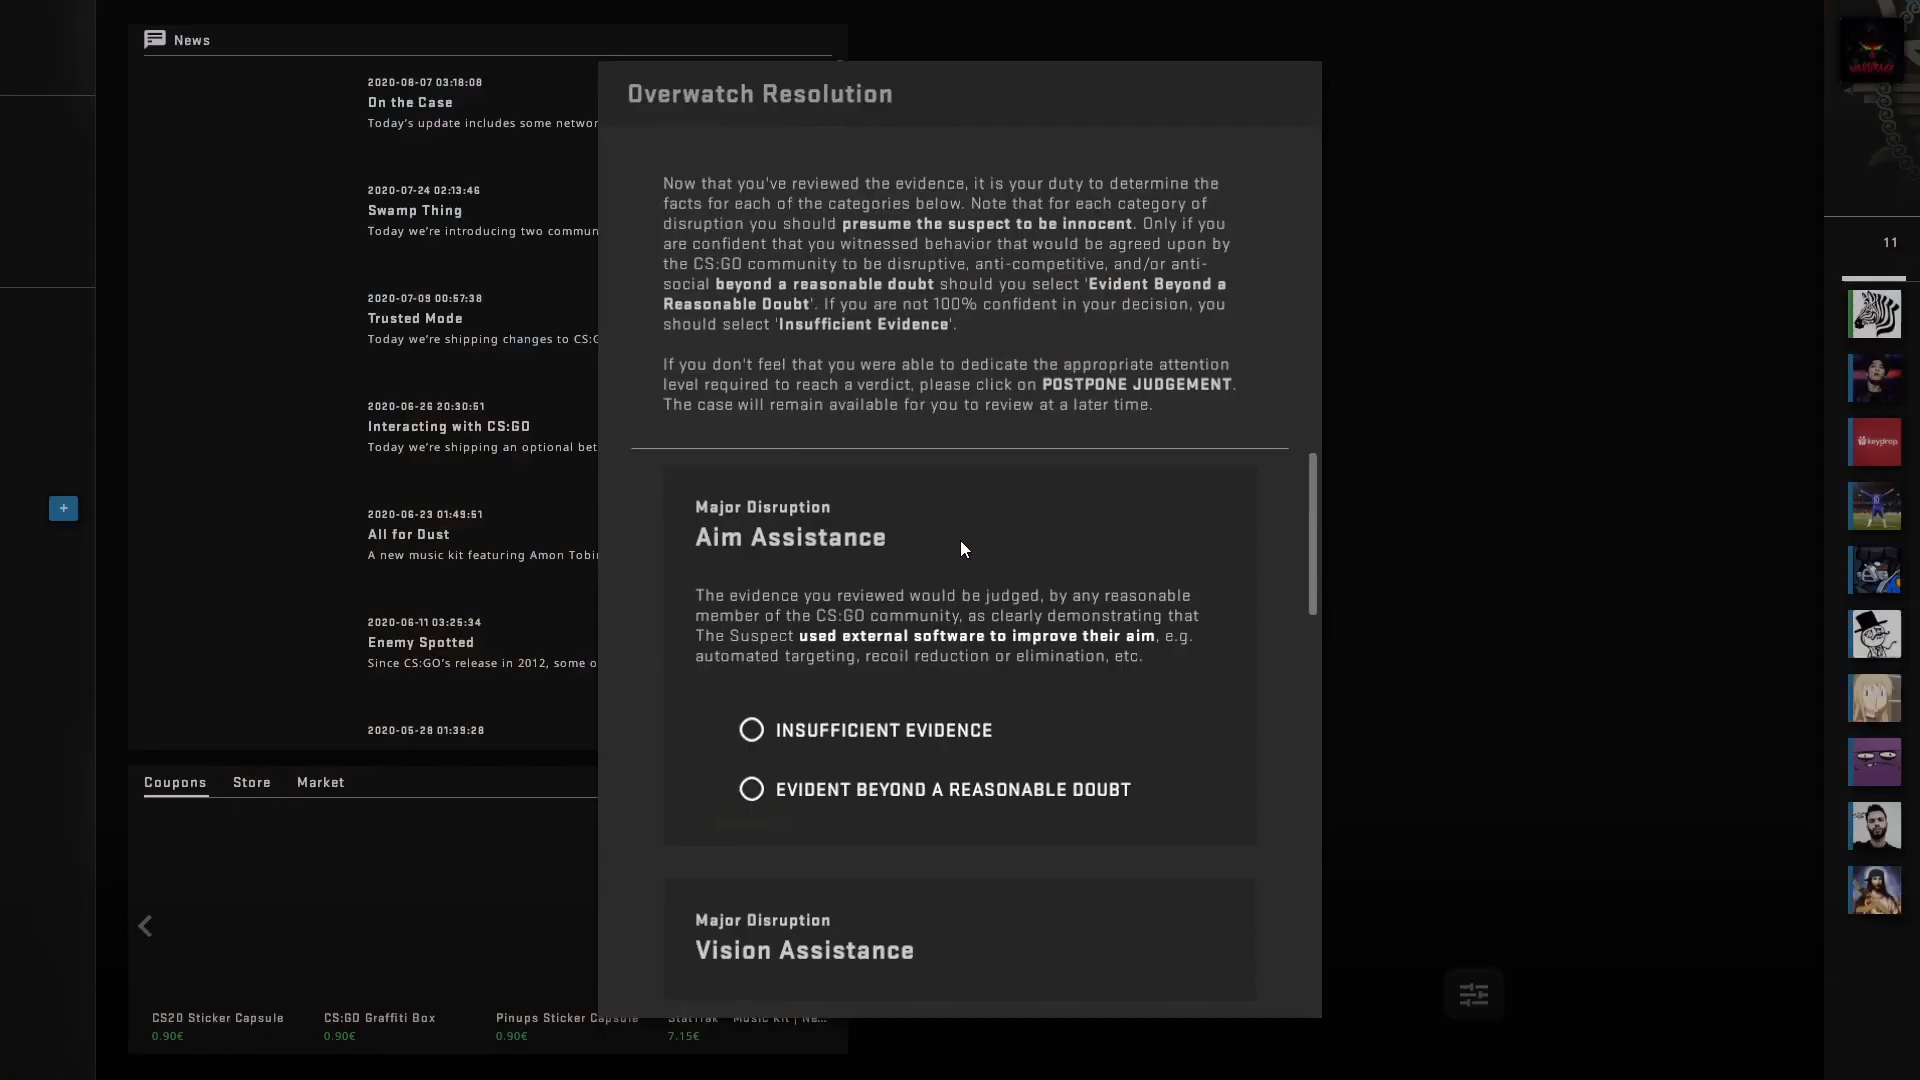 News
2020-08-07 03:18:08
On the Case
Today's update includes some networ
2020-07-24 02:13:46
Swamp Thing
Today we're introducing two commun
2020-07-09 00:57:38
Trusted Mode
Today we're shipping changes to CS:G
2020-06-26 20:30:51
Interacting with CS:GO
Today we're shipping an optional bet
2020-06-23 01:49:51
All for Dust
A new music kit featuring Amon Tobi
2020-06-11 03:25:34
Enemy Spotted
Since CS:GO's release in 2012, some o
2020-05-28 01:39:28
Coupons Store Market
CS20 Sticker Capsule
0.90€
CS:GO Graffiti Box
0.90€
Pinups Sticker Capsule
0.90€
StatTrak™ Music Kit | Ne...
7.15€
Overwatch Resolution
Now that you've reviewed the evidence, it is your duty to determine the
facts for each of the categories below. Note that for each category of
disruption you should presume the suspect to be innocent. Only if you
are confident that you witnessed behavior that would be agreed upon by
the CS:GO community to be disruptive, anti-competitive, and/or anti-
social beyond a reasonable doubt should you select 'Evident Beyond a
Reasonable Doubt'. If you are not 100% confident in your decision, you
should select 'Insufficient Evidence'.
If you don't feel that you were able to dedicate the appropriate attention
level required to reach a verdict, please click on POSTPONE JUDGEMENT.
The case will remain available for you to review at a later time.
Major Disruption
Aim Assistance
The evidence you reviewed would be judged, by any reasonable
member of the CS:GO community, as clearly demonstrating that
The Suspect used external software to improve their aim, e.g.
automated targeting, recoil reduction or elimination, etc.
INSUFFICIENT EVIDENCE
EVIDENT BEYOND A REASONABLE DOUBT
Major Disruption
Vision Assistance
11
keydrop